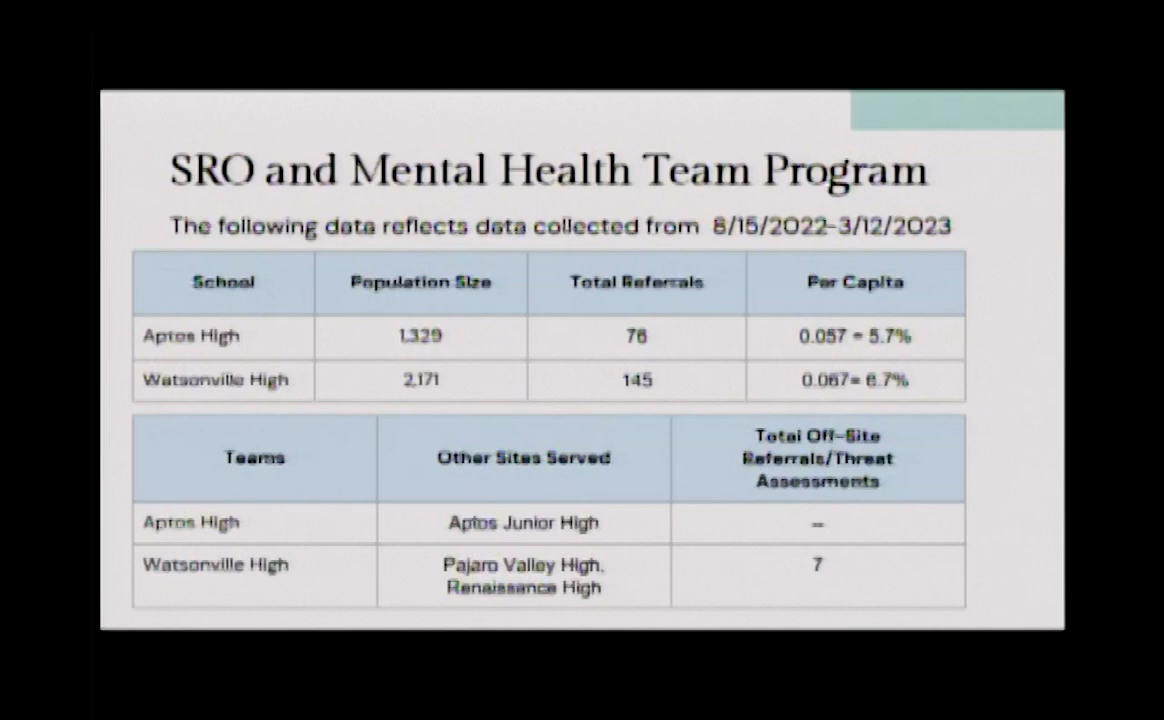 SRO and Mental Health Team Program
The following data reflects data collected from 8/15/2022-3/12/2023
School Population Size Total Referrals Per Capita
Aptos High 1,329 76 0.057 = 5.7%
Watsonville High 2,171 145 0.067= 6.7%
Teams Other Sites Served Total Off-Site
Referrals/Threat
Assessments
Aptos High Aptos Junior High --
Watsonville High Pajaro Valley High, 7
Renaissance High